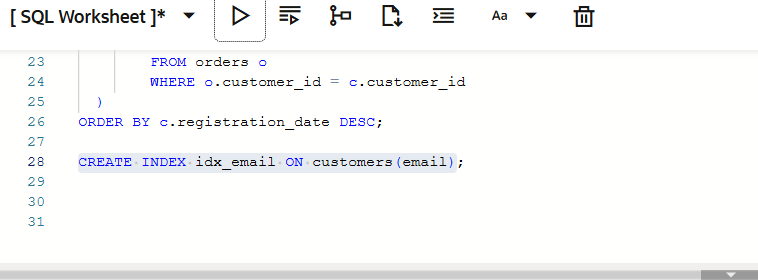 [ SQL Worksheet ]*
Aa
23 FROM orders o
24 WHERE o.customer_id = c.customer_id
25 )
26 ORDER BY c.registration_date DESC;
27
28 CREATE INDEX idx_email ON customers(email);
29
30
31